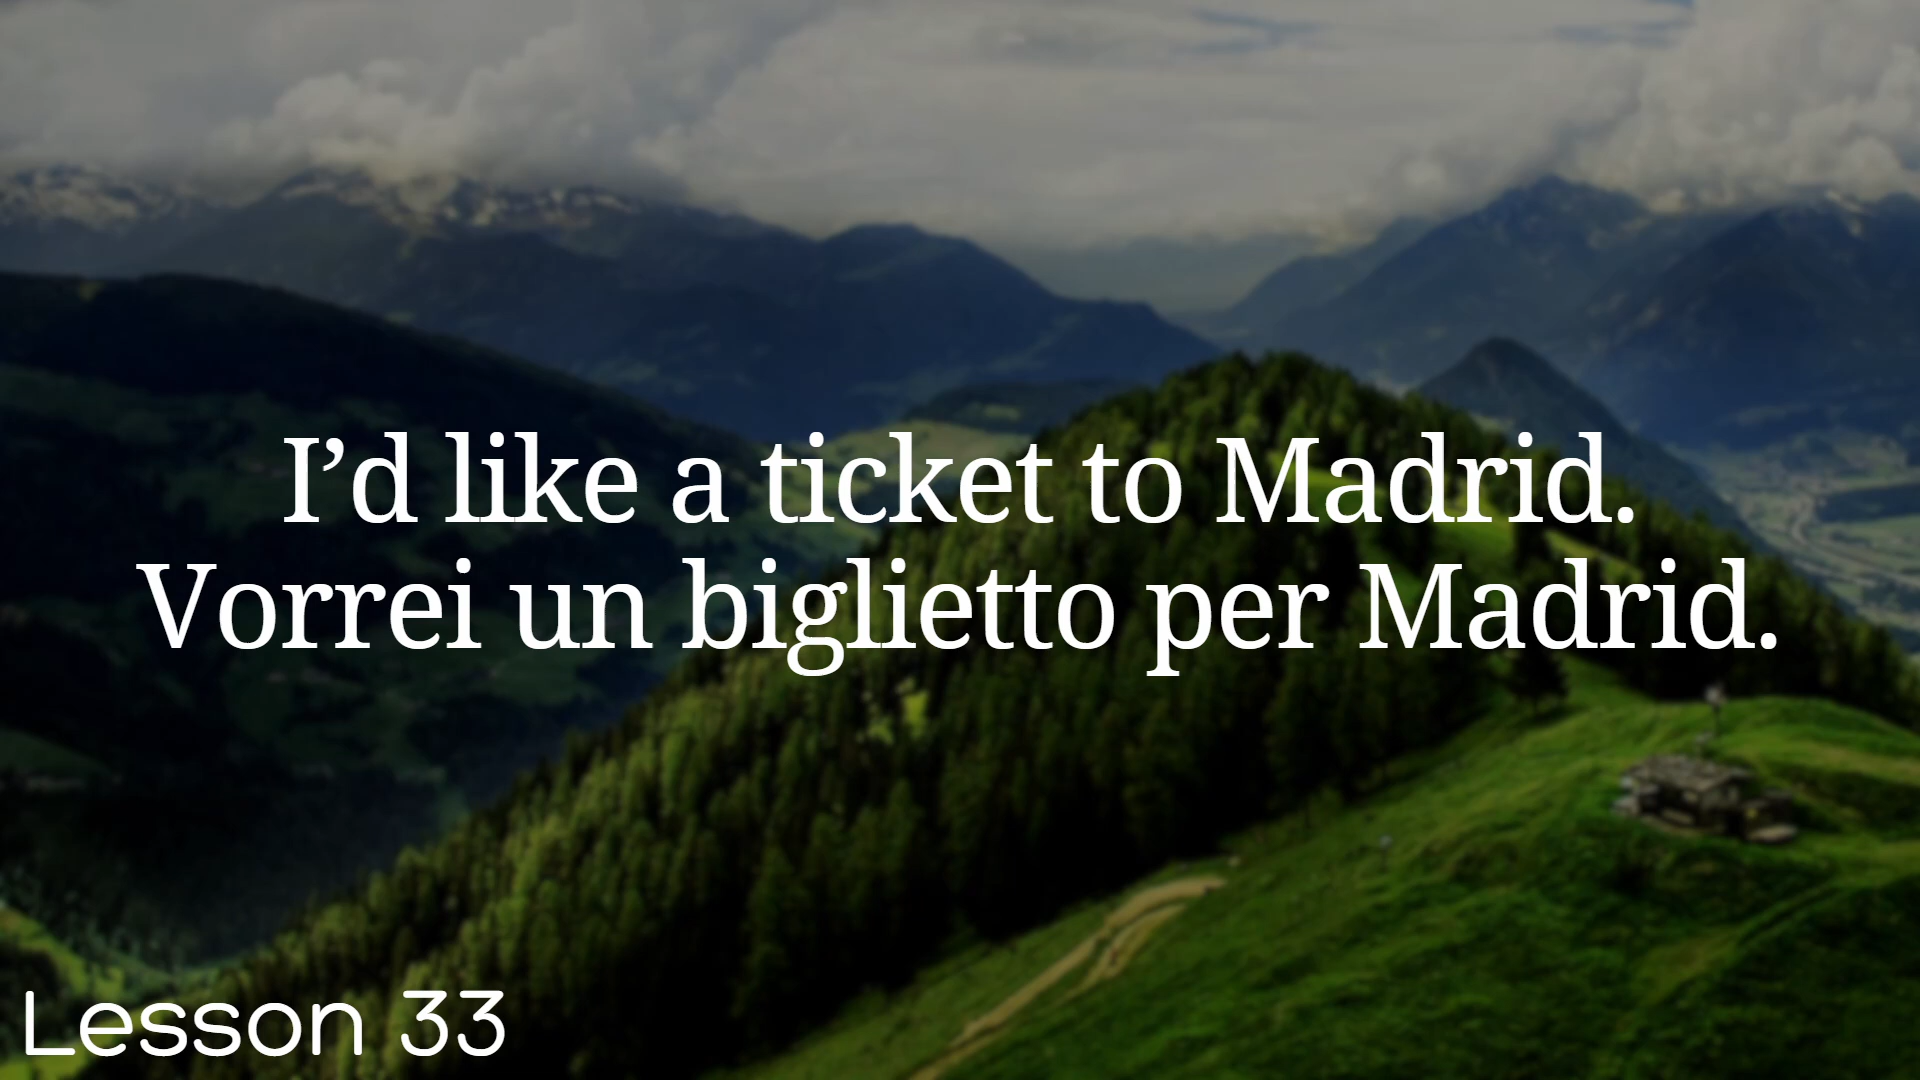 I’d like a ticket to Madrid.
Vorrei un biglietto per Madrid.
Lesson 33